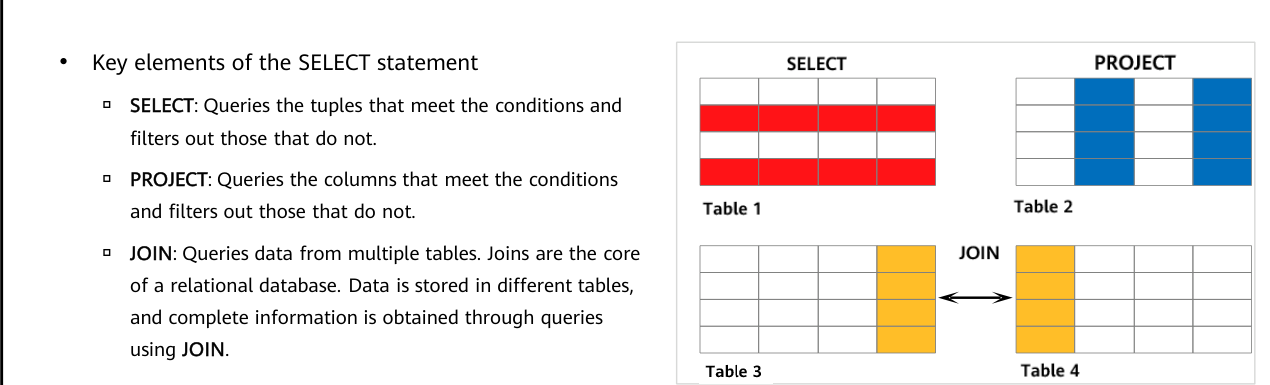 • Key elements of the SELECT statement
▫ SELECT: Queries the tuples that meet the conditions and
filters out those that do not.
▫ PROJECT: Queries the columns that meet the conditions
and filters out those that do not.
▫ JOIN: Queries data from multiple tables. Joins are the core
of a relational database. Data is stored in different tables,
and complete information is obtained through queries
using JOIN.
SELECT
PROJECT
Table 1
Table 2
JOIN
Table 3
Table 4